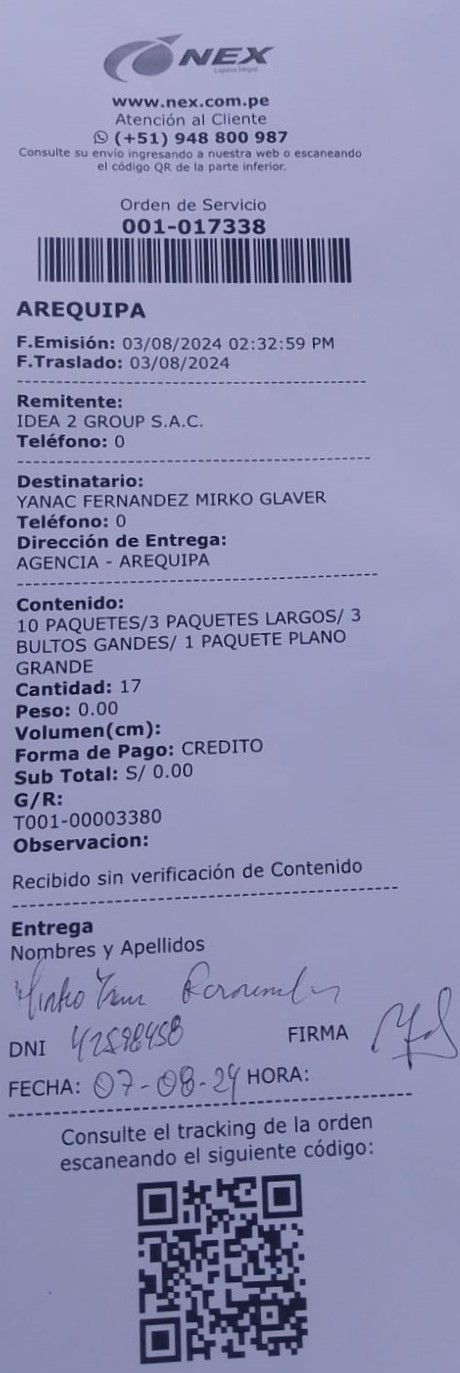 NEX
Logística Integral
www.nex.com.pe
Atención al Cliente
(+51) 948 800 987
Consulte su envío ingresando a nuestra web o escaneando
el código QR de la parte inferior.
Orden de Servicio
001-017338
AREQUIPA
F.Emisión: 03/08/2024 02:32:59 PM
F.Traslado: 03/08/2024
Remitente:
IDEA 2 GROUP S.A.C.
Teléfono: 0
Destinatario:
YANAC FERNANDEZ MIRKO GLAVER
Teléfono: 0
Dirección de Entrega:
AGENCIA - AREQUIPA
Contenido:
10 PAQUETES/3 PAQUETES LARGOS/ 3
BULTOS GANDES/ 1 PAQUETE PLANO
GRANDE
Cantidad: 17
Peso: 0.00
Volumen(cm):
Forma de Pago: CREDITO
Sub Total: S/ 0.00
G/R:
T001-00003380
Observacion:
Recibido sin verificación de Contenido
Entrega
Nombres y Apellidos
Mirko
DNI FIRMA
FECHA: 07-08-24 HORA:
Consulte el tracking de la orden
escaneando el siguiente código: